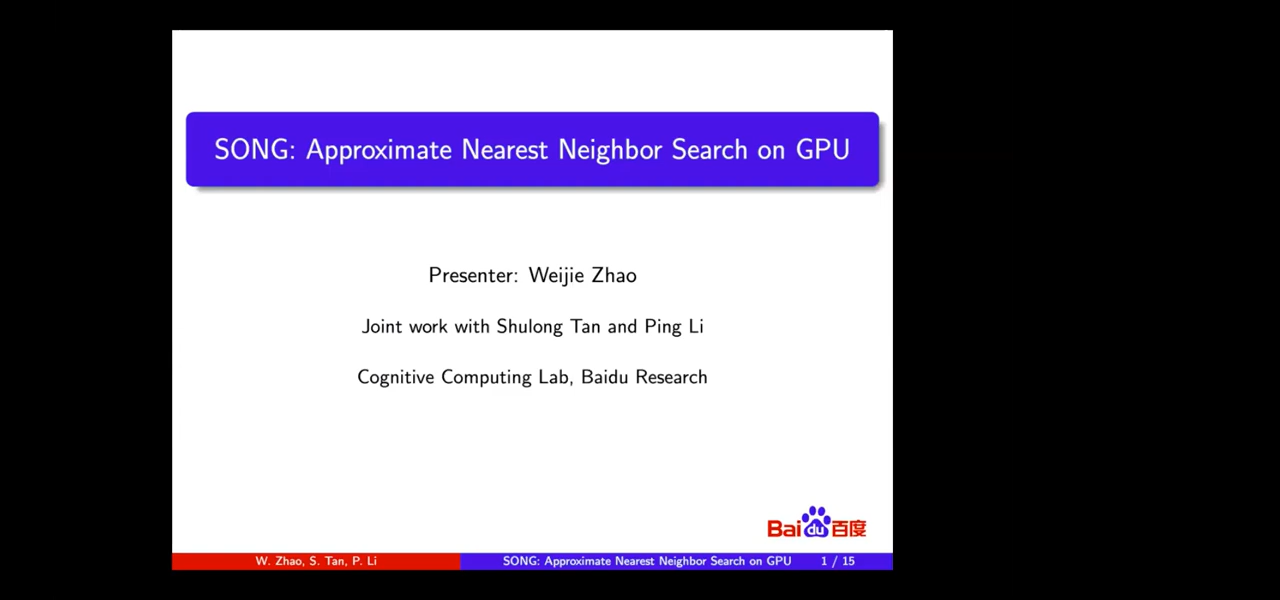 SONG: Approximate Nearest Neighbor Search on GPU
Presenter: Weijie Zhao
Joint work with Shulong Tan and Ping Li
Cognitive Computing Lab, Baidu Research
Bai du 百度
W. Zhao, S. Tan, P. Li
SONG: Approximate Nearest Neighbor Search on GPU
1 / 15